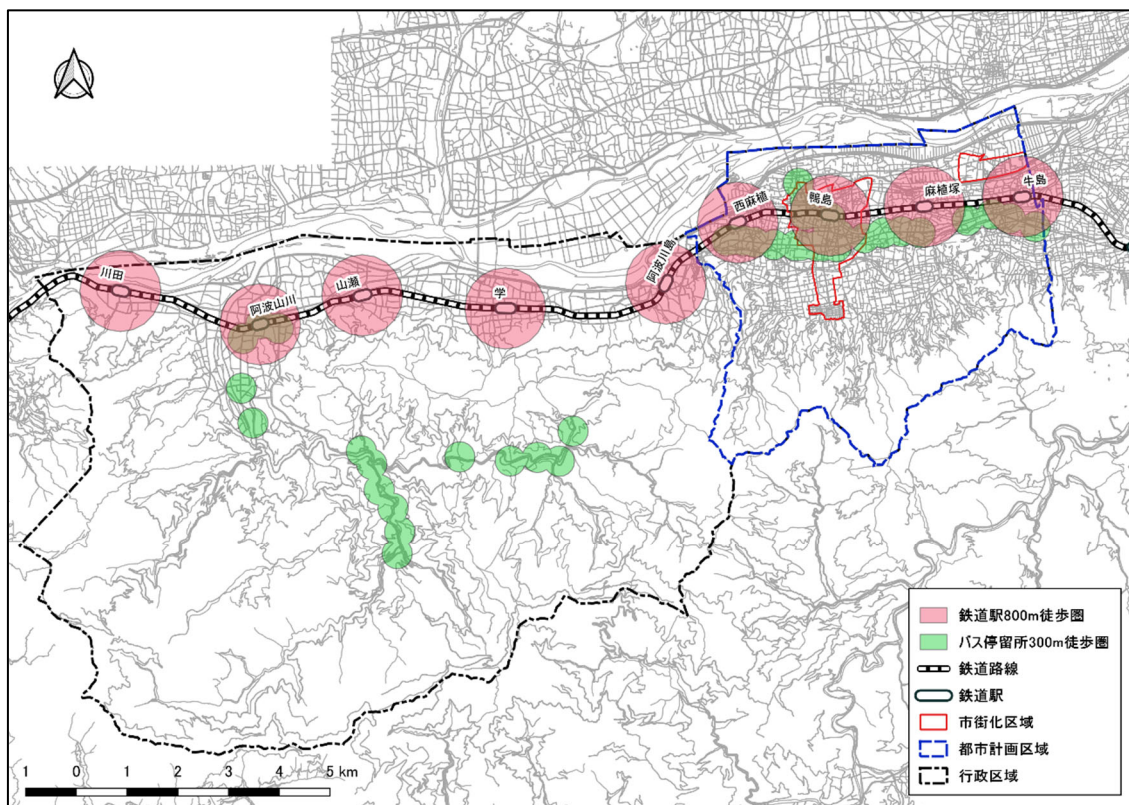 川田
阿波山川
山瀬
学
阿波川島
西麻植
鴨島
麻植塚
牛島
鉄道駅800m徒歩圏
バス停留所300m徒歩圏
鉄道路線
鉄道駅
市街化区域
都市計画区域
行政区域
1 0 1 2 3 4 5 km